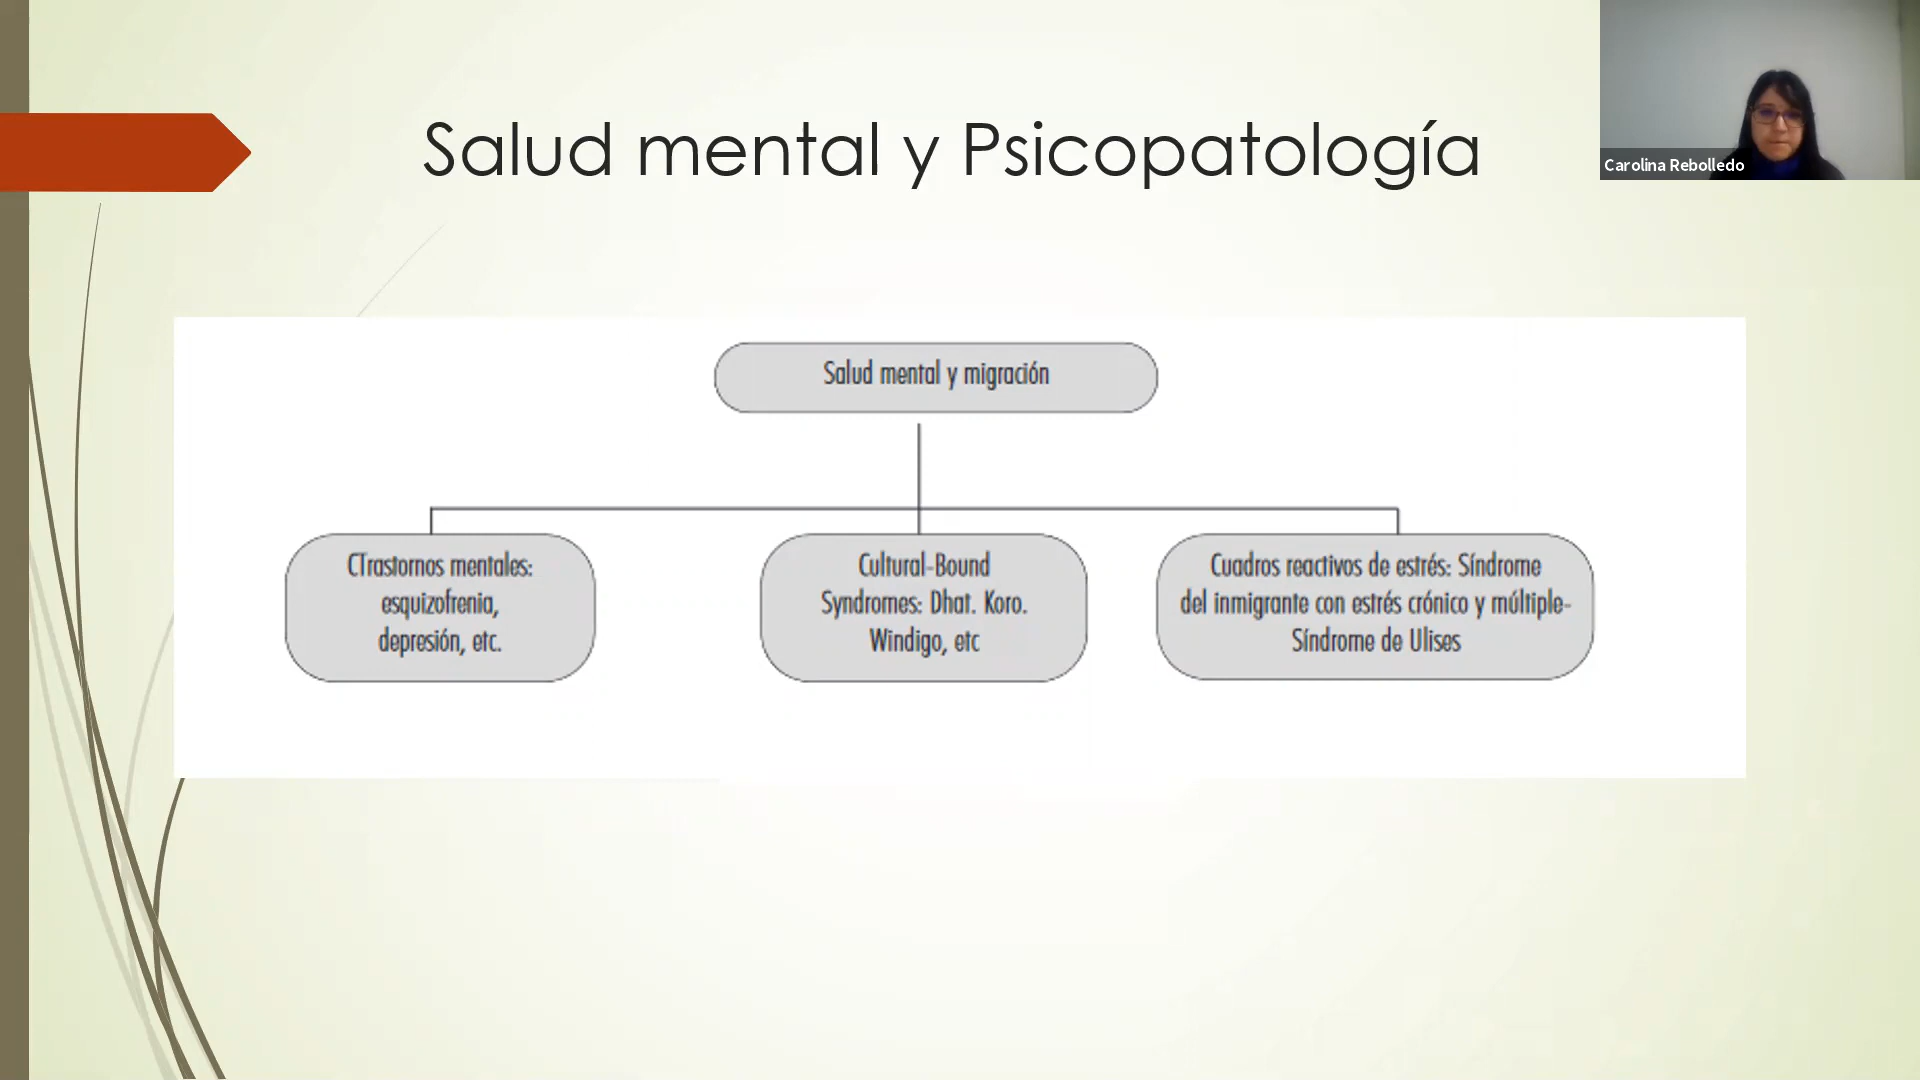 Salud mental y Psicopatología
Carolina Rebolledo
Salud mental y migración
CTrastornos mentales:
esquizofrenia,
depresión, etc.
Cultural-Bound
Syndromes: Dhat. Koro.
Windigo, etc
Cuadros reactivos de estrés: Síndrome
del inmigrante con estrés crónico y múltiple-
Síndrome de Ulises